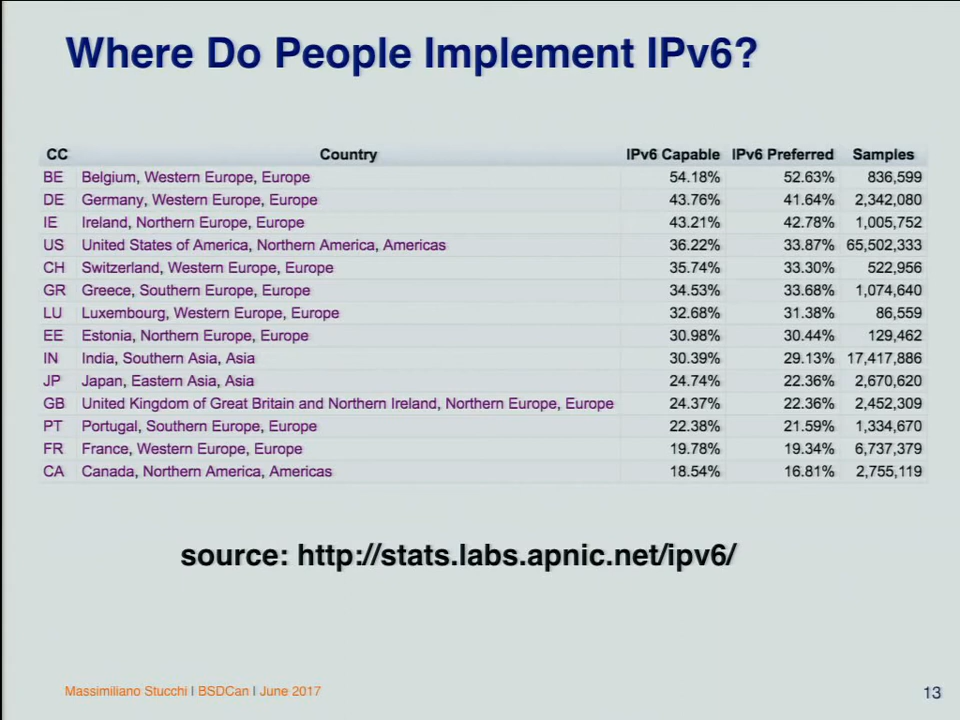 Where Do People Implement IPv6?
CC Country IPv6 Capable IPv6 Preferred Samples
BE Belgium, Western Europe, Europe 54.18% 52.63% 836,599
DE Germany, Western Europe, Europe 43.76% 41.64% 2,342,080
IE Ireland, Northern Europe, Europe 43.21% 42.78% 1,005,752
US United States of America, Northern America, Americas 36.22% 33.87% 65,502,333
CH Switzerland, Western Europe, Europe 35.74% 33.30% 522,956
GR Greece, Southern Europe, Europe 34.53% 33.68% 1,074,640
LU Luxembourg, Western Europe, Europe 32.68% 31.38% 86,559
EE Estonia, Northern Europe, Europe 30.98% 30.44% 129,462
IN India, Southern Asia, Asia 30.39% 29.13% 17,417,886
JP Japan, Eastern Asia, Asia 24.74% 22.36% 2,670,620
GB United Kingdom of Great Britain and Northern Ireland, Northern Europe, Europe 24.37% 22.36% 2,452,309
PT Portugal, Southern Europe, Europe 22.38% 21.59% 1,334,670
FR France, Western Europe, Europe 19.78% 19.34% 6,737,379
CA Canada, Northern America, Americas 18.54% 16.81% 2,755,119
source: http://stats.labs.apnic.net/ipv6/
Massimiliano Stucchi | BSDCan | June 2017
13